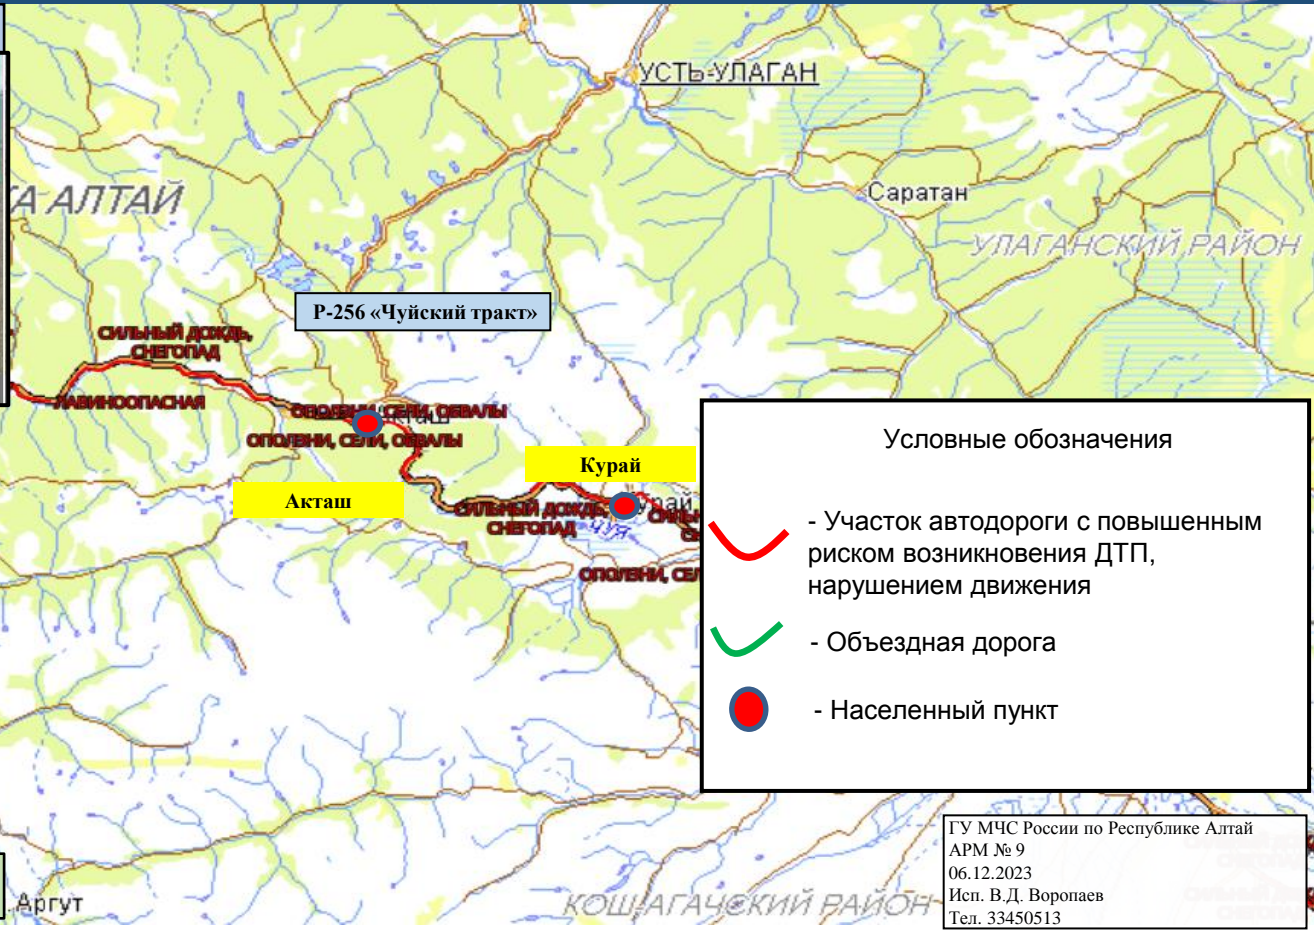 УСТЬ-УЛАГАН
Саратан
А АЛТАЙ
УЛАГАНСКИЙ РАЙОН
Р-256 «Чуйский тракт»
СИЛЬНЫЙ ДОЖДЬ,
СНЕГОПАД
ЛАВИНООПАСНАЯ
ОПОЛЗНИ, СЕЛИ, ОБВАЛЫ
ОПОЛЗНИ, СЕЛИ, ОБВАЛЫ
Акташ
Курай
СИЛЬНЫЙ ДОЖДЬ,
СНЕГОПАД
ЧУЯ
ОПОЛЗНИ, СЕЛ
Условные обозначения
- Участок автодороги с повышенным
риском возникновения ДТП,
нарушением движения
- Объездная дорога
- Населенный пункт
ГУ МЧС России по Республике Алтай
АРМ № 9
06.12.2023
Исп. В.Д. Воропаев
Тел. 33450513
Аргут
КОШ-АГАЧСКИЙ РАЙОН